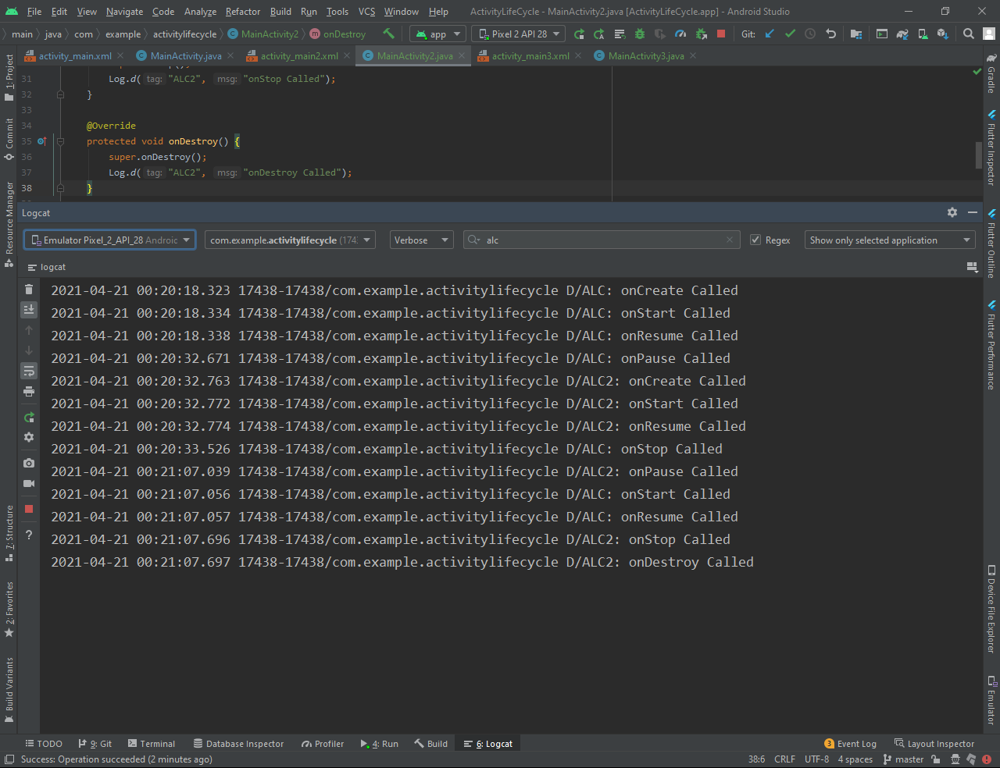 File Edit View Navigate Code Analyze Refactor Build Run Tools VCS Window Help ActivityLifeCycle - MainActivity2.java [ActivityLifeCycle.app] - Android Studio
main java com example activitylifecycle MainActivity2 onDestroy app Pixel 2 API 28 Git:
activity_main.xml MainActivity.java activity_main2.xml MainActivity2.java activity_main3.xml MainActivity3.java
31 Log.d( tag: "ALC2", msg: "onStop Called");
32 }
33
34 @Override
35 protected void onDestroy() {
36 super.onDestroy();
37 Log.d( tag: "ALC2", msg: "onDestroy Called");
38 }
Logcat
Emulator Pixel_2_API_28 Android com.example.activitylifecycle (174 Verbose alc Regex Show only selected application
logcat
2021-04-21 00:20:18.323 17438-17438/com.example.activitylifecycle D/ALC: onCreate Called
2021-04-21 00:20:18.334 17438-17438/com.example.activitylifecycle D/ALC: onStart Called
2021-04-21 00:20:18.338 17438-17438/com.example.activitylifecycle D/ALC: onResume Called
2021-04-21 00:20:32.671 17438-17438/com.example.activitylifecycle D/ALC: onPause Called
2021-04-21 00:20:32.763 17438-17438/com.example.activitylifecycle D/ALC2: onCreate Called
2021-04-21 00:20:32.772 17438-17438/com.example.activitylifecycle D/ALC2: onStart Called
2021-04-21 00:20:32.774 17438-17438/com.example.activitylifecycle D/ALC2: onResume Called
2021-04-21 00:20:33.526 17438-17438/com.example.activitylifecycle D/ALC: onStop Called
2021-04-21 00:21:07.039 17438-17438/com.example.activitylifecycle D/ALC2: onPause Called
2021-04-21 00:21:07.056 17438-17438/com.example.activitylifecycle D/ALC: onStart Called
2021-04-21 00:21:07.057 17438-17438/com.example.activitylifecycle D/ALC: onResume Called
2021-04-21 00:21:07.696 17438-17438/com.example.activitylifecycle D/ALC2: onStop Called
2021-04-21 00:21:07.697 17438-17438/com.example.activitylifecycle D/ALC2: onDestroy Called
1: Project
Commit
Resource Manager
7: Structure
2: Favorites
Build Variants
Gradle
Flutter Inspector
Flutter Outline
Flutter Performance
Device File Explorer
Emulator
TODO 9: Git Terminal Database Inspector Profiler 4: Run Build 6: Logcat 3 Event Log Layout Inspector
Success: Operation succeeded (2 minutes ago) 38:6 CRLF UTF-8 4 spaces master